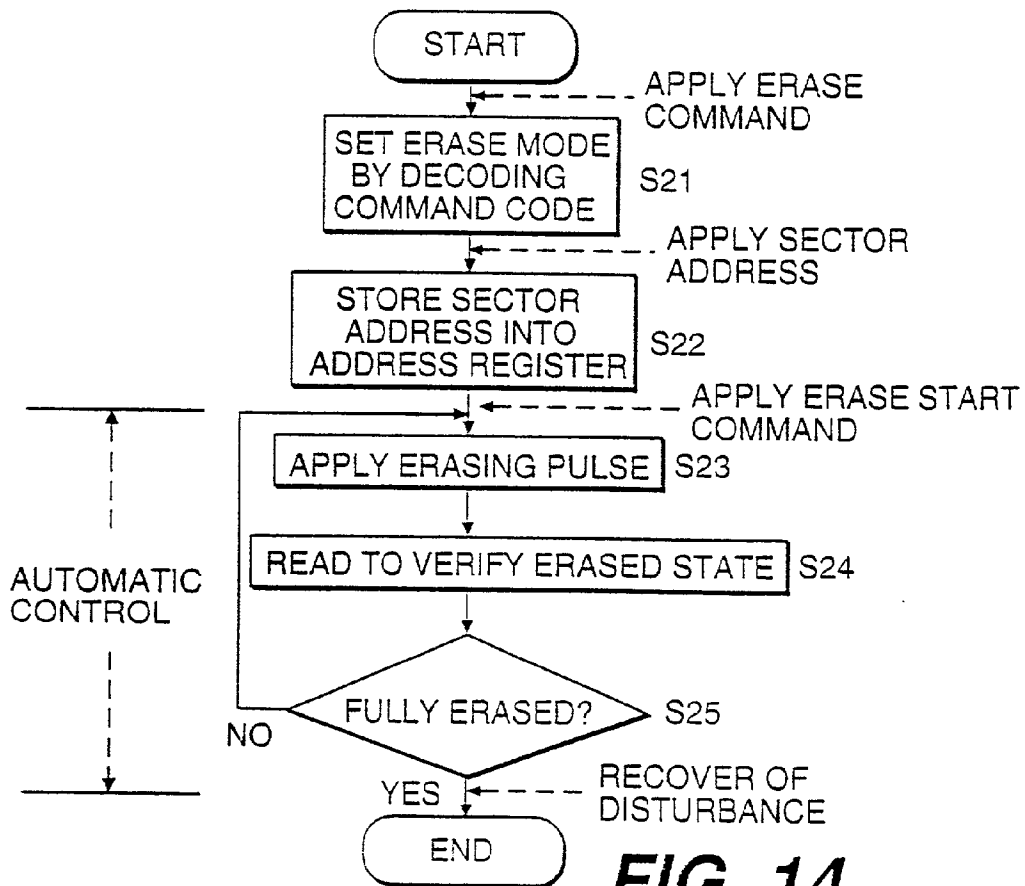 START
APPLY ERASE
COMMAND
SET ERASE MODE
BY DECODING
COMMAND CODE
S21
APPLY SECTOR
ADDRESS
STORE SECTOR
ADDRESS INTO
ADDRESS REGISTER
S22
APPLY ERASE START
COMMAND
APPLY ERASING PULSE
S23
READ TO VERIFY ERASED STATE
S24
AUTOMATIC
CONTROL
FULLY ERASED?
S25
NO
YES
RECOVER OF
DISTURBANCE
END
FIG. 14